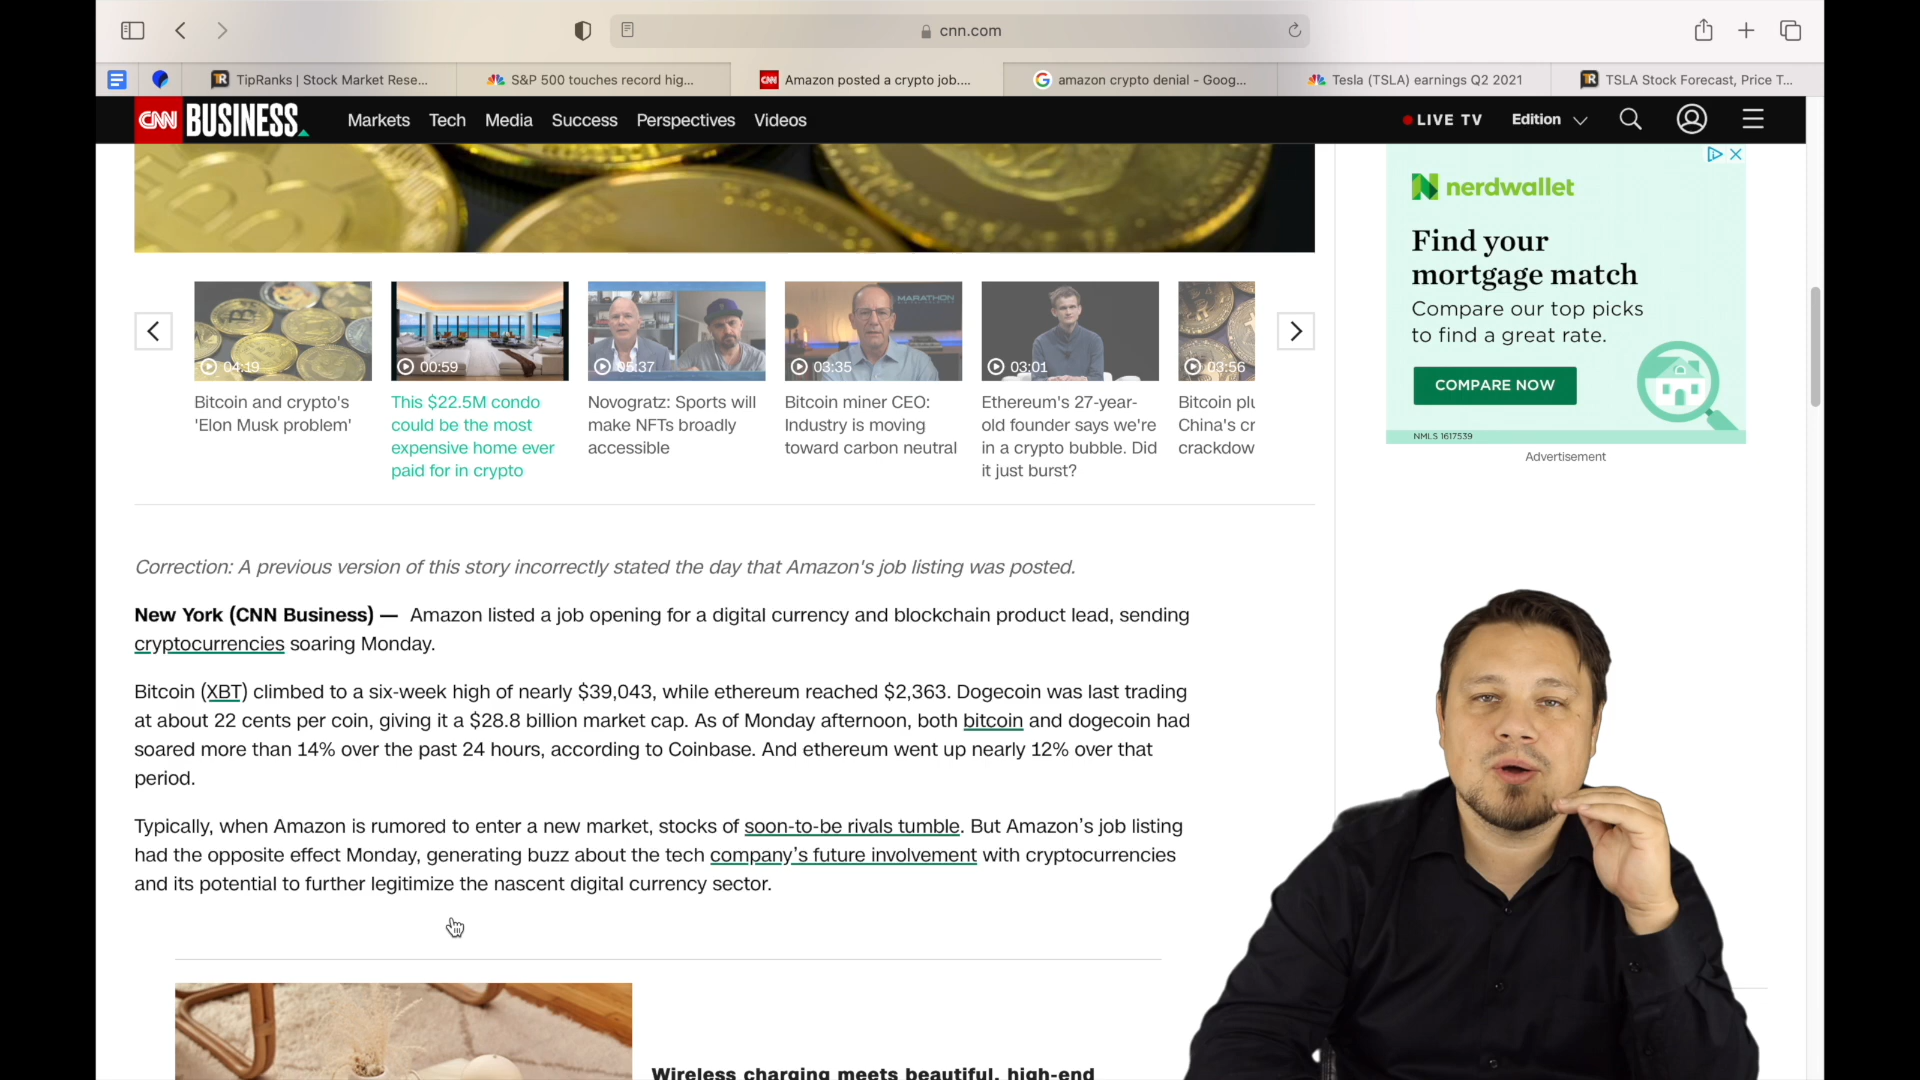 cnn.com
TipRanks | Stock Market Rese...
S&P 500 touches record hig...
CNN
Amazon posted a crypto job....
amazon crypto denial - Goog...
Tesla (TSLA) earnings Q2 2021
TSLA Stock Forecast, Price T...
CNN BUSINESS
Markets Tech Media Success Perspectives Videos
LIVE TV Edition
nerdwallet
Find your
mortgage match
Compare our top picks
to find a great rate.
COMPARE NOW
NMLS 1617539
Advertisement
MARATHON
04:19
00:59
05:37
03:35
03:01
03:56
Bitcoin and crypto's
'Elon Musk problem'
This $22.5M condo
could be the most
expensive home ever
paid for in crypto
Novogratz: Sports will
make NFTs broadly
accessible
Bitcoin miner CEO:
Industry is moving
toward carbon neutral
Ethereum's 27-year-
old founder says we're
in a crypto bubble. Did
it just burst?
Bitcoin plu
China's cr
crackdow
Correction: A previous version of this story incorrectly stated the day that Amazon's job listing was posted.
New York (CNN Business) — Amazon listed a job opening for a digital currency and blockchain product lead, sending
cryptocurrencies soaring Monday.
Bitcoin (XBT) climbed to a six-week high of nearly $39,043, while ethereum reached $2,363. Dogecoin was last trading
at about 22 cents per coin, giving it a $28.8 billion market cap. As of Monday afternoon, both bitcoin and dogecoin had
soared more than 14% over the past 24 hours, according to Coinbase. And ethereum went up nearly 12% over that
period.
Typically, when Amazon is rumored to enter a new market, stocks of soon-to-be rivals tumble. But Amazon's job listing
had the opposite effect Monday, generating buzz about the tech company's future involvement with cryptocurrencies
and its potential to further legitimize the nascent digital currency sector.
Wireless charging meets beautiful, high-end